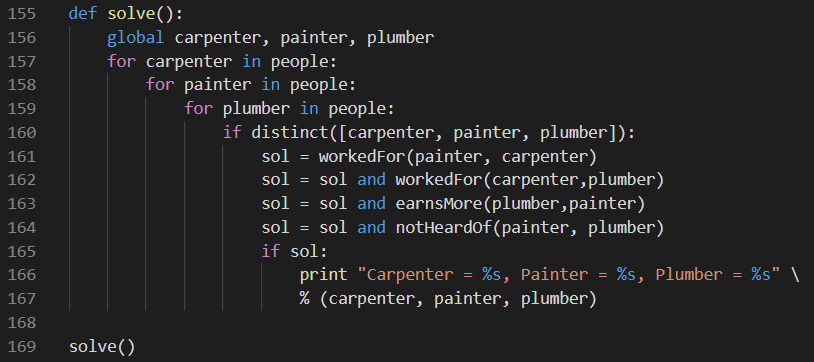 155 def solve():
156     global carpenter, painter, plumber
157     for carpenter in people:
158         for painter in people:
159             for plumber in people:
160                 if distinct([carpenter, painter, plumber]):
161                     sol = workedFor(painter, carpenter)
162                     sol = sol and workedFor(carpenter,plumber)
163                     sol = sol and earnsMore(plumber,painter)
164                     sol = sol and notHeardOf(painter, plumber)
165                     if sol:
166                         print "Carpenter = %s, Painter = %s, Plumber = %s" \
167                         % (carpenter, painter, plumber)
168
169 solve()